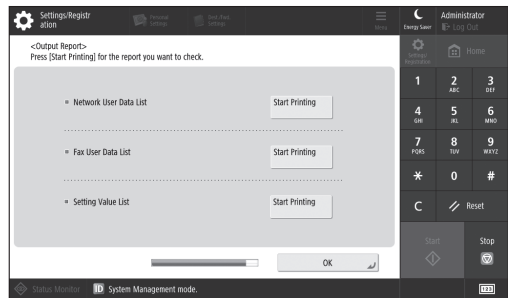 Settings/Registr
ation
Personal
Settings
Dest./Fwd.
Settings
Menu
Energy Saver
Administrator
Log Out
<Output Report>
Press [Start Printing] for the report you want to check.
Settings/
Registration
Home
Network User Data List
Start Printing
Fax User Data List
Start Printing
Setting Value List
Start Printing
OK
1
2
ABC
3
DEF
4
GHI
5
JKL
6
MNO
7
PQRS
8
TUV
9
WXYZ
*
0
#
C
Reset
Start
Stop
Status Monitor
ID System Management mode.
123